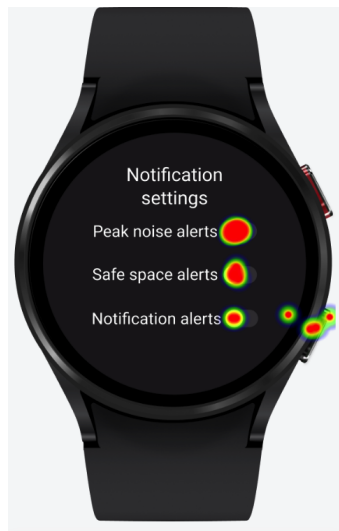 Notification
settings
Peak noise alerts
Safe space alerts
Notification alerts